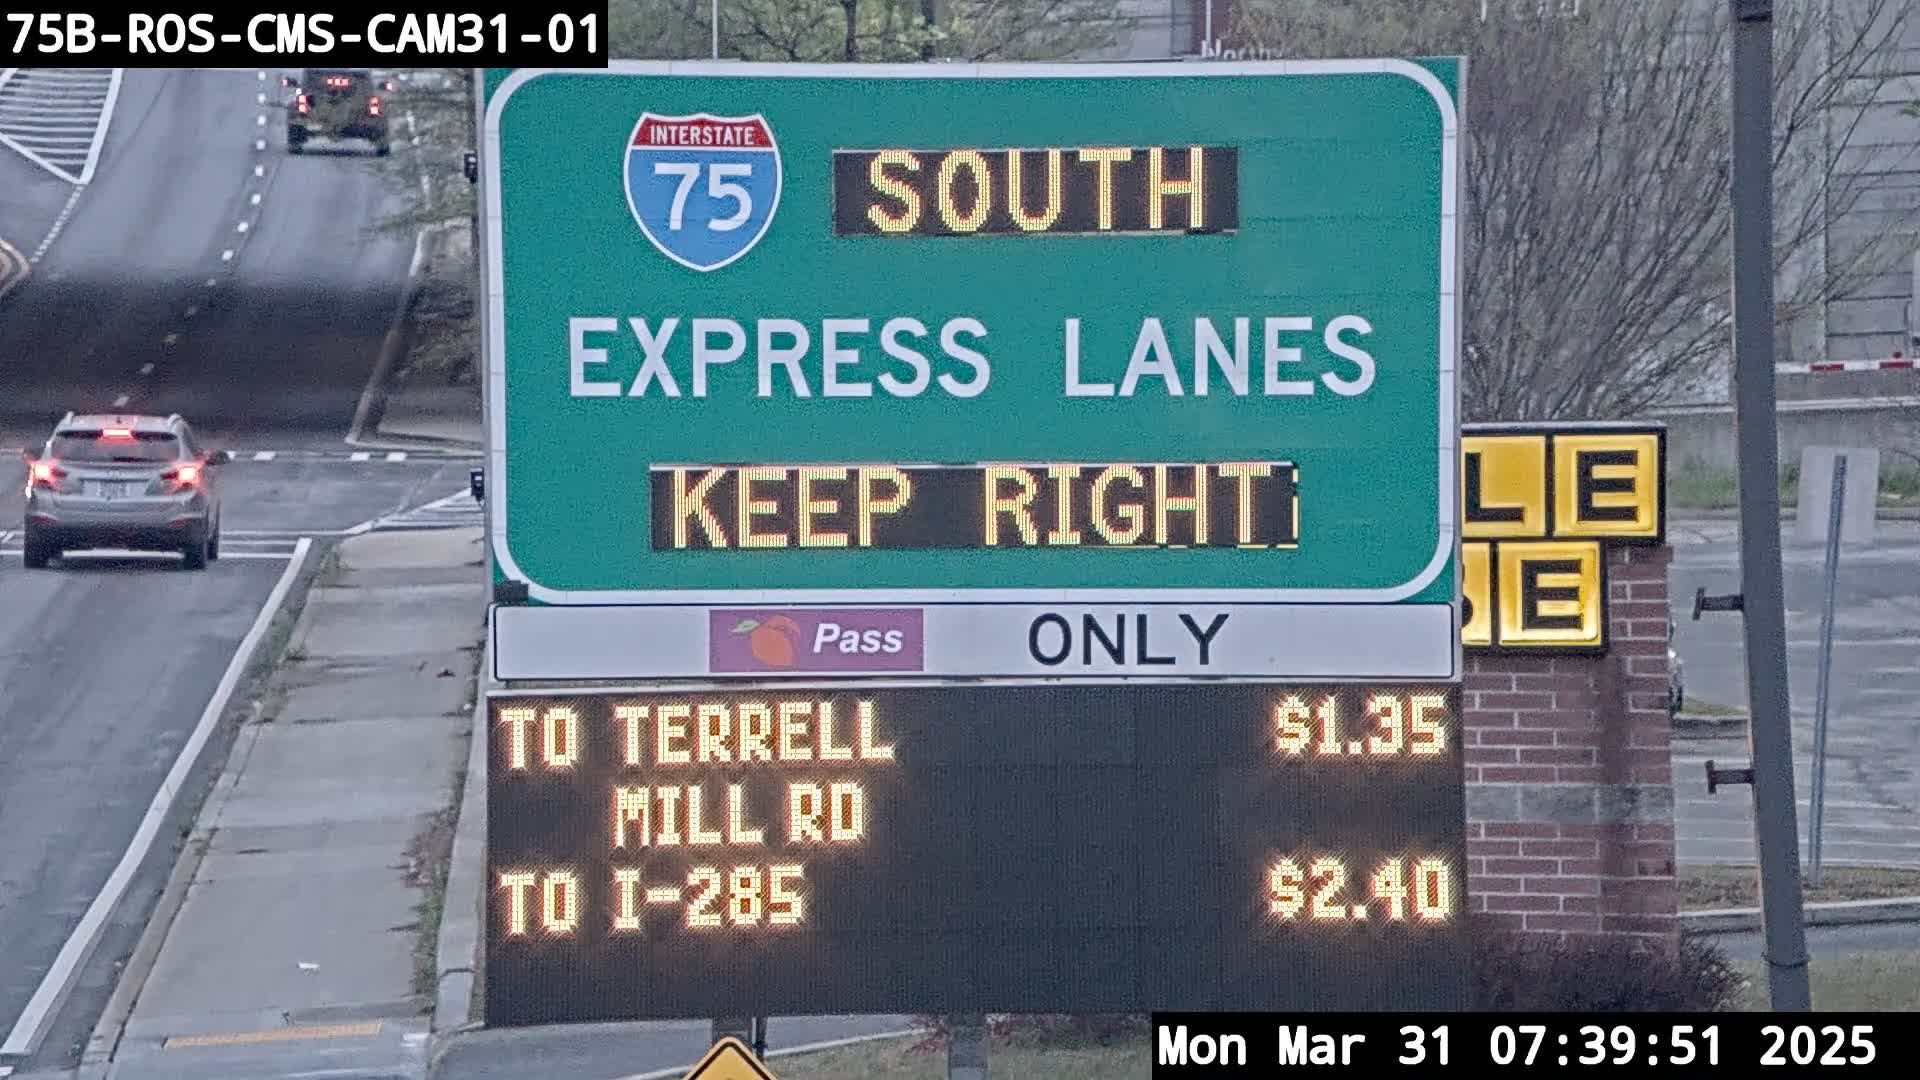 75B-ROS-CMS-CAM31-01
INTERSTATE
75
SOUTH
EXPRESS LANES
KEEP RIGHT
Pass ONLY
TO TERRELL $1.35
MILL RD
TO I-285 $2.40
LE
E
Mon Mar 31 07:39:51 2025